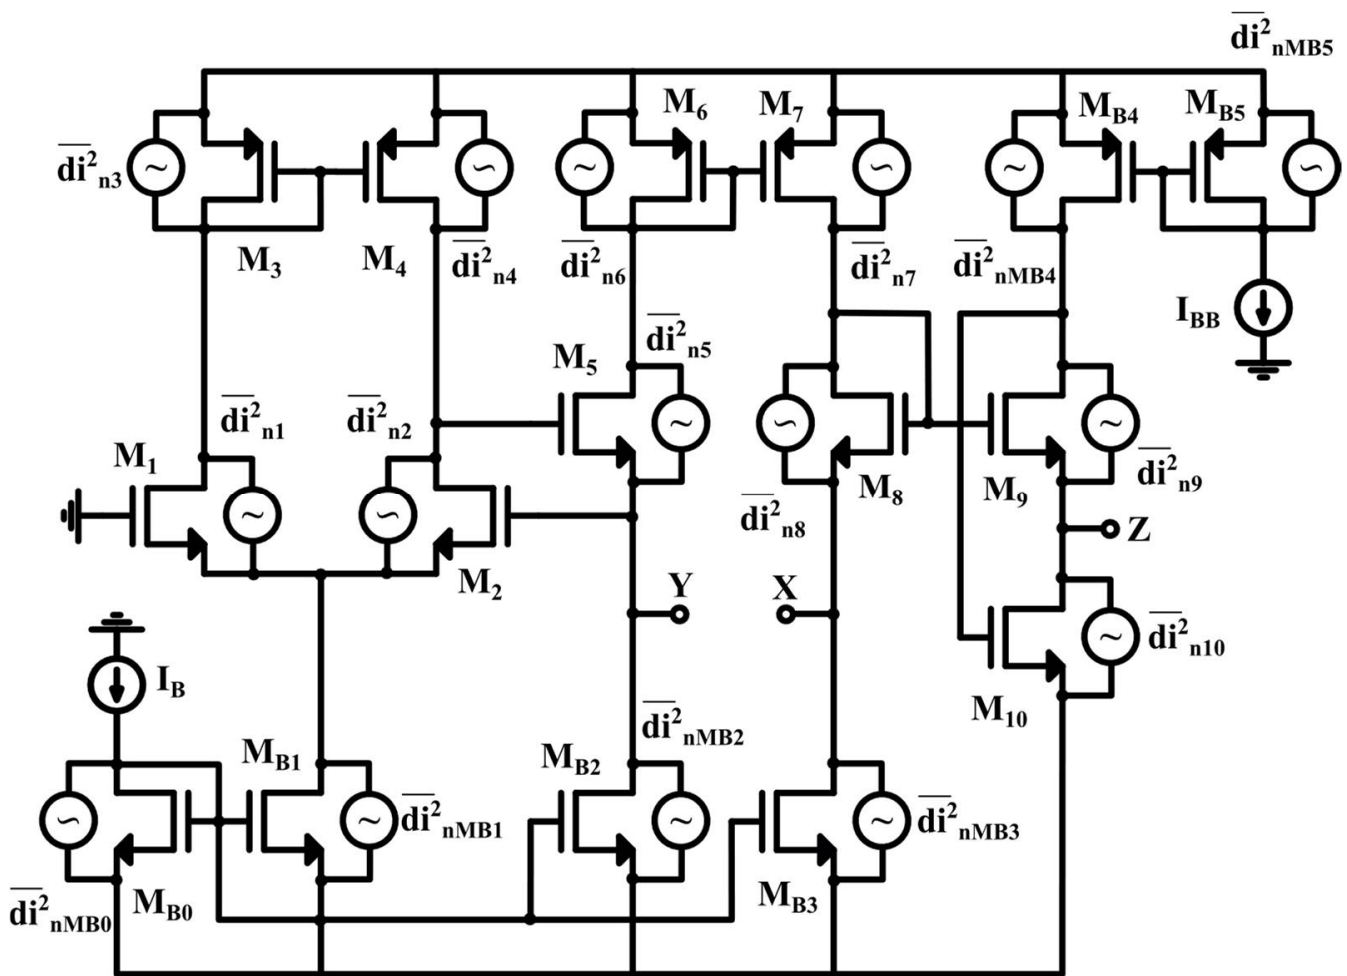 di²nMB5
M6 M7 MB4 MB5
di²n3
M3 M4 di²n4 di²n6 di²n7 di²nMB4
IBB
di²n5
M5
di²n1 di²n2
M1 M8 M9 di²n9
di²n8
Z
M2 Y X
di²n10
IB
M10
di²nMB2
MB1 MB2
di²nMB1 di²nMB3
MB0 MB3
di²nMB0